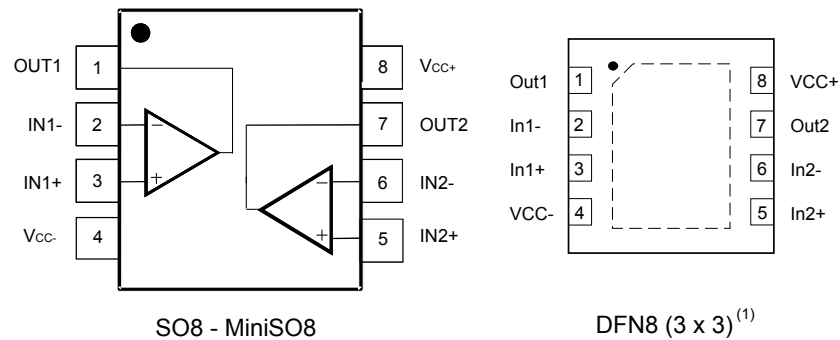 OUT1 1 8 VCC+
IN1- 2 - 7 OUT2
IN1+ 3 + - 6 IN2-
VCC- 4 + 5 IN2+
SO8 - MiniSO8
Out1 1 8 VCC+
In1- 2 7 Out2
In1+ 3 6 In2-
VCC- 4 5 In2+
DFN8 (3 x 3)(1)